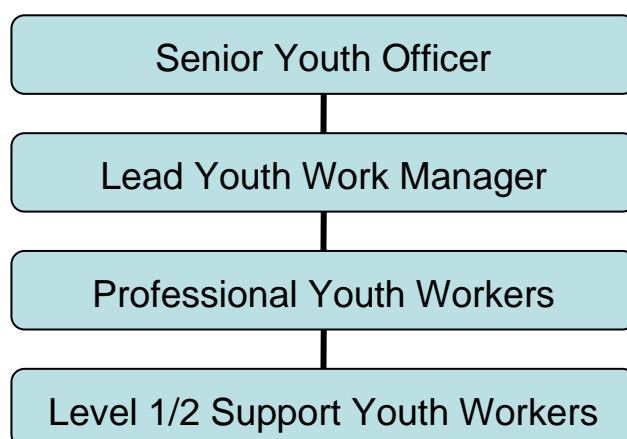 Senior Youth Officer
Lead Youth Work Manager
Professional Youth Workers
Level 1/2 Support Youth Workers